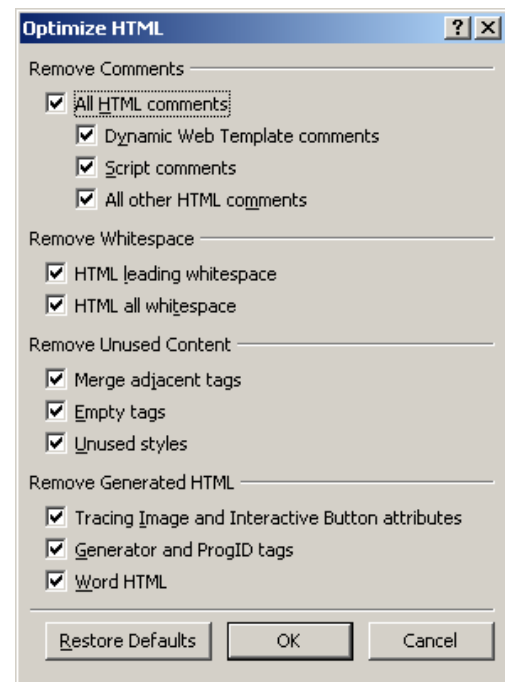 Optimize HTML
Remove Comments
All HTML comments
Dynamic Web Template comments
Script comments
All other HTML comments
Remove Whitespace
HTML leading whitespace
HTML all whitespace
Remove Unused Content
Merge adjacent tags
Empty tags
Unused styles
Remove Generated HTML
Tracing Image and Interactive Button attributes
Generator and ProgID tags
Word HTML
Restore Defaults OK Cancel